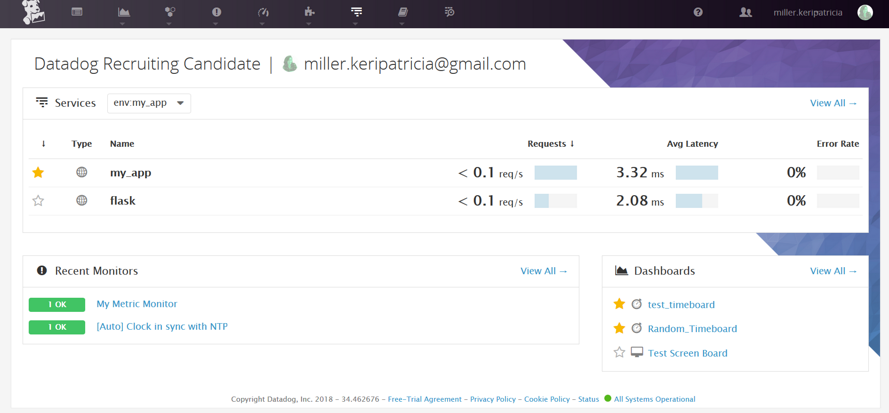 miller.keripatricia
Datadog Recruiting Candidate | miller.keripatricia@gmail.com
Services env:my_app View All →
↓ Type Name Requests ↓ Avg Latency Error Rate
my_app < 0.1 req/s 3.32 ms 0%
flask < 0.1 req/s 2.08 ms 0%
Recent Monitors View All →
1 OK My Metric Monitor
1 OK [Auto] Clock in sync with NTP
Dashboards View All →
test_timeboard
Random_Timeboard
Test Screen Board
Copyright Datadog, Inc. 2018 - 34.462676 - Free-Trial Agreement - Privacy Policy - Cookie Policy - Status All Systems Operational